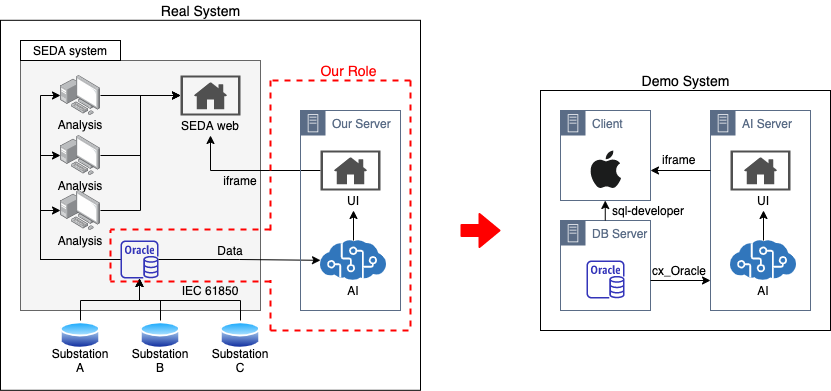 Real System
SEDA system
Our Role
Demo System
Analysis
SEDA web
Our Server
Client
AI Server
iframe
Analysis
iframe
UI
UI
sql-developer
Analysis
DB Server
Oracle
Data
Oracle
cx_Oracle
AI
AI
IEC 61850
Substation
A
Substation
B
Substation
C